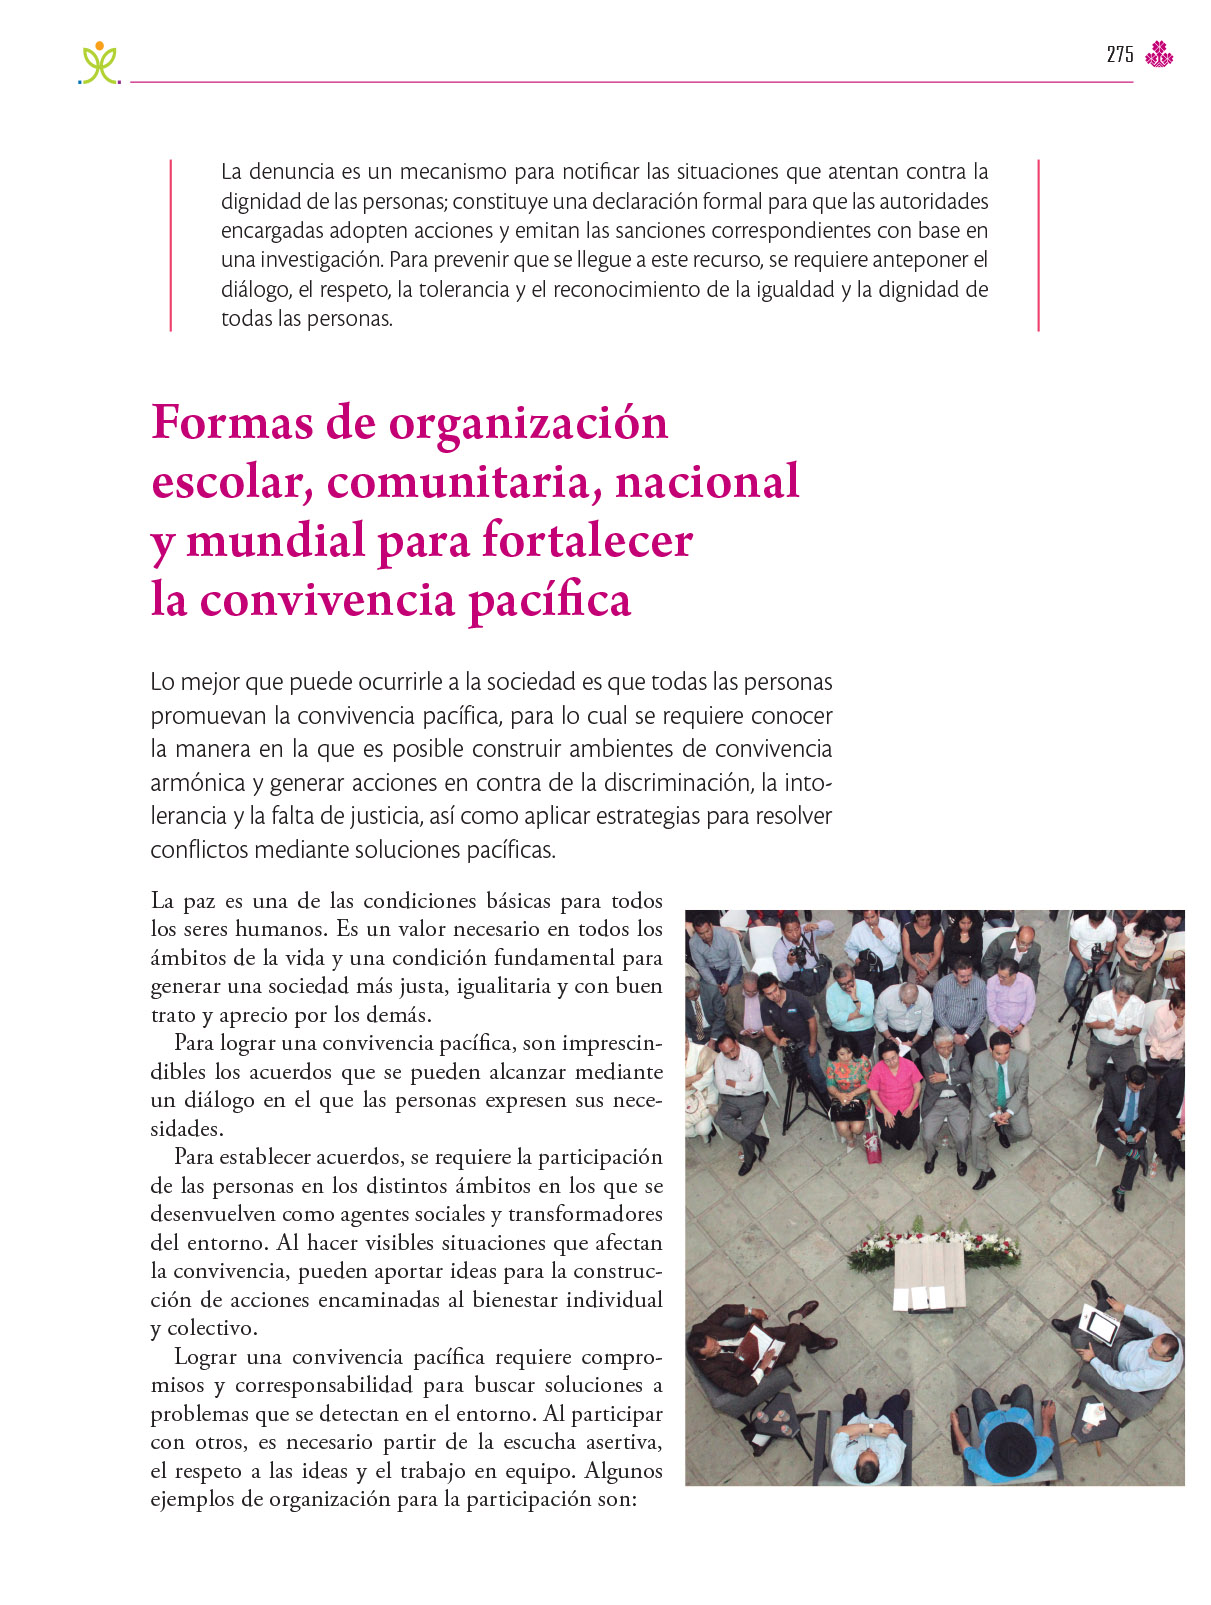 275
La denuncia es un mecanismo para notificar las situaciones que atentan contra la
dignidad de las personas; constituye una declaración formal para que las autoridades
encargadas adopten acciones y emitan las sanciones correspondientes con base en
una investigación. Para prevenir que se llegue a este recurso, se requiere anteponer el
diálogo, el respeto, la tolerancia y el reconocimiento de la igualdad y la dignidad de
todas las personas.
Formas de organización
escolar, comunitaria, nacional
y mundial para fortalecer
la convivencia pacífica
Lo mejor que puede ocurrirle a la sociedad es que todas las personas
promuevan la convivencia pacífica, para lo cual se requiere conocer
la manera en la que es posible construir ambientes de convivencia
armónica y generar acciones en contra de la discriminación, la into-
lerancia y la falta de justicia, así como aplicar estrategias para resolver
conflictos mediante soluciones pacíficas.
La paz es una de las condiciones básicas para todos
los seres humanos. Es un valor necesario en todos los
ámbitos de la vida y una condición fundamental para
generar una sociedad más justa, igualitaria y con buen
trato y aprecio por los demás.
Para lograr una convivencia pacífica, son imprescin-
dibles los acuerdos que se pueden alcanzar mediante
un diálogo en el que las personas expresen sus nece-
sidades.
Para establecer acuerdos, se requiere la participación
de las personas en los distintos ámbitos en los que se
desenvuelven como agentes sociales y transformadores
del entorno. Al hacer visibles situaciones que afectan
la convivencia, pueden aportar ideas para la construc-
ción de acciones encaminadas al bienestar individual
y colectivo.
Lograr una convivencia pacífica requiere compro-
misos y corresponsabilidad para buscar soluciones a
problemas que se detectan en el entorno. Al participar
con otros, es necesario partir de la escucha asertiva,
el respeto a las ideas y el trabajo en equipo. Algunos
ejemplos de organización para la participación son: